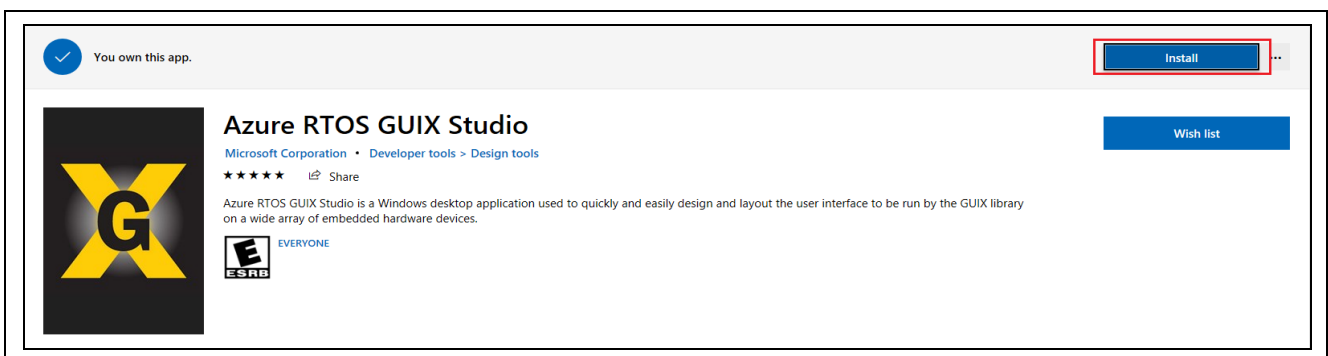 You own this app.
Install
...
Azure RTOS GUIX Studio
Microsoft Corporation • Developer tools > Design tools
Share
Azure RTOS GUIX Studio is a Windows desktop application used to quickly and easily design and layout the user interface to be run by the GUIX library
on a wide array of embedded hardware devices.
EVERYONE
E
ESRB
Wish list
X
G